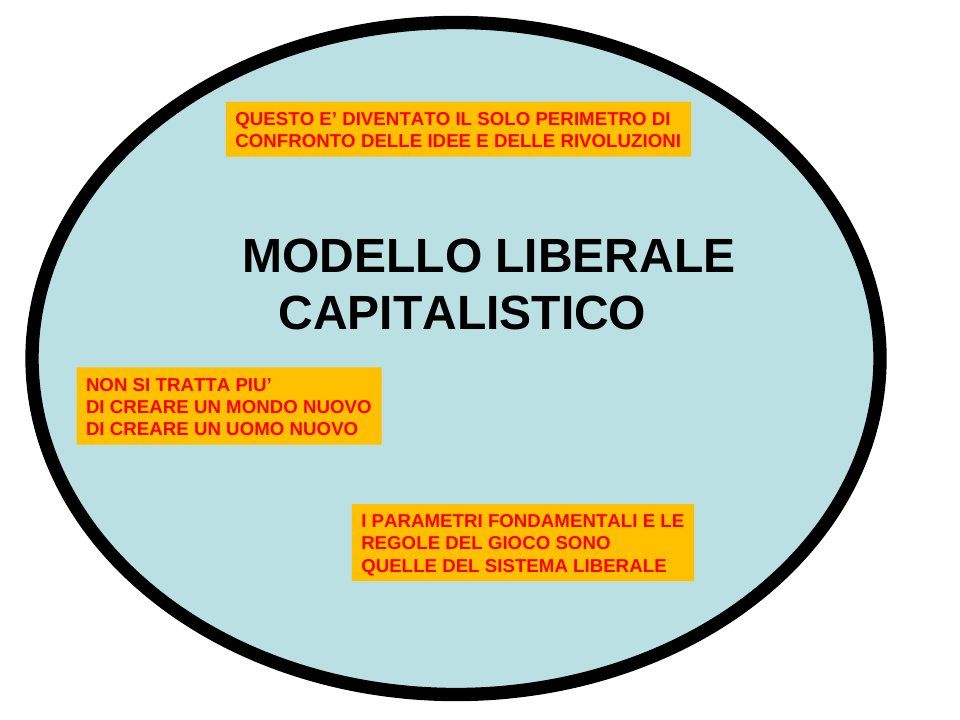 QUESTO E’ DIVENTATO IL SOLO PERIMETRO DI
CONFRONTO DELLE IDEE E DELLE RIVOLUZIONI
MODELLO LIBERALE
CAPITALISTICO
NON SI TRATTA PIU’
DI CREARE UN MONDO NUOVO
DI CREARE UN UOMO NUOVO
I PARAMETRI FONDAMENTALI E LE
REGOLE DEL GIOCO SONO
QUELLE DEL SISTEMA LIBERALE